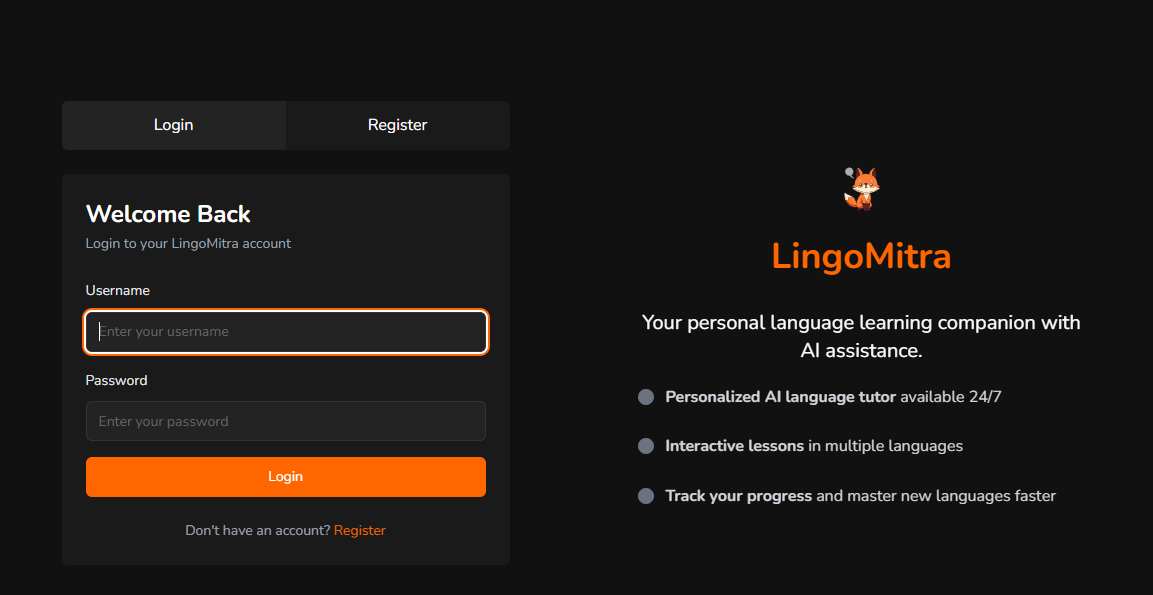 Login
Register
Welcome Back
Login to your LingoMitra account
Username
Enter your username
Password
Enter your password
Login
Don't have an account? Register
LingoMitra
Your personal language learning companion with
AI assistance.
Personalized AI language tutor available 24/7
Interactive lessons in multiple languages
Track your progress and master new languages faster